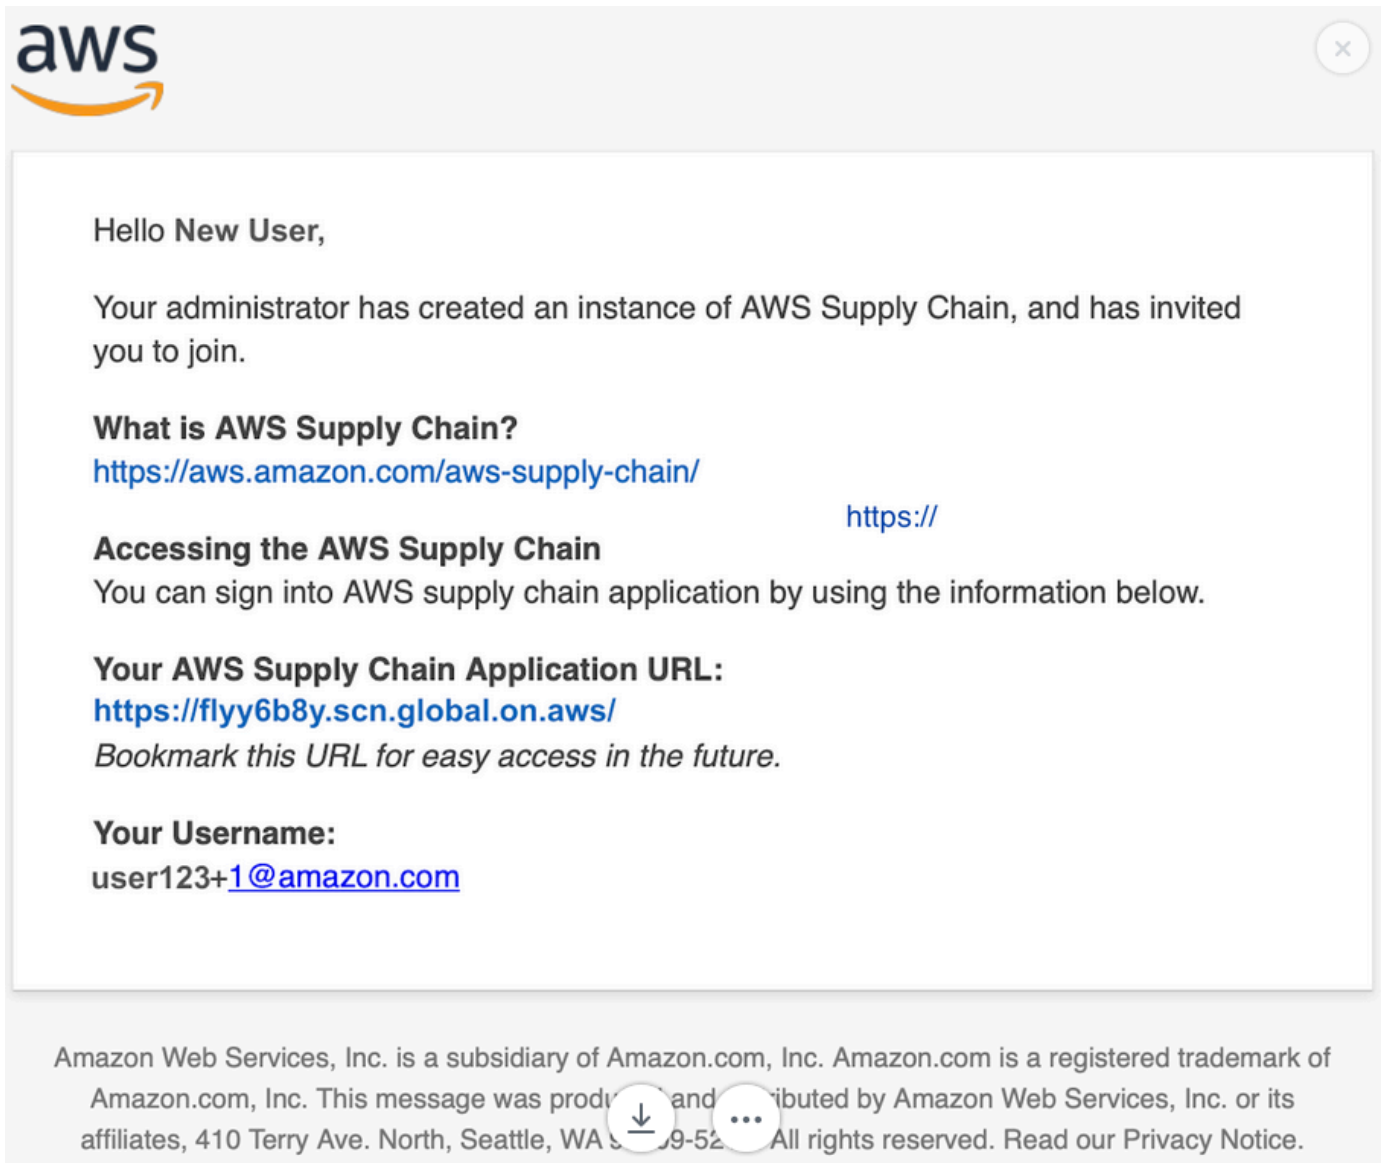 aws
Hello New User,
Your administrator has created an instance of AWS Supply Chain, and has invited
you to join.
What is AWS Supply Chain?
https://aws.amazon.com/aws-supply-chain/
https://
Accessing the AWS Supply Chain
You can sign into AWS supply chain application by using the information below.
Your AWS Supply Chain Application URL:
https://flyy6b8y.scn.global.on.aws/
Bookmark this URL for easy access in the future.
Your Username:
user123+1@amazon.com
Amazon Web Services, Inc. is a subsidiary of Amazon.com, Inc. Amazon.com is a registered trademark of
Amazon.com, Inc. This message was and by Amazon Web Services, Inc. or its
affiliates, 410 Terry Ave. North, Seattle, WA All rights reserved. Read our Privacy Notice.